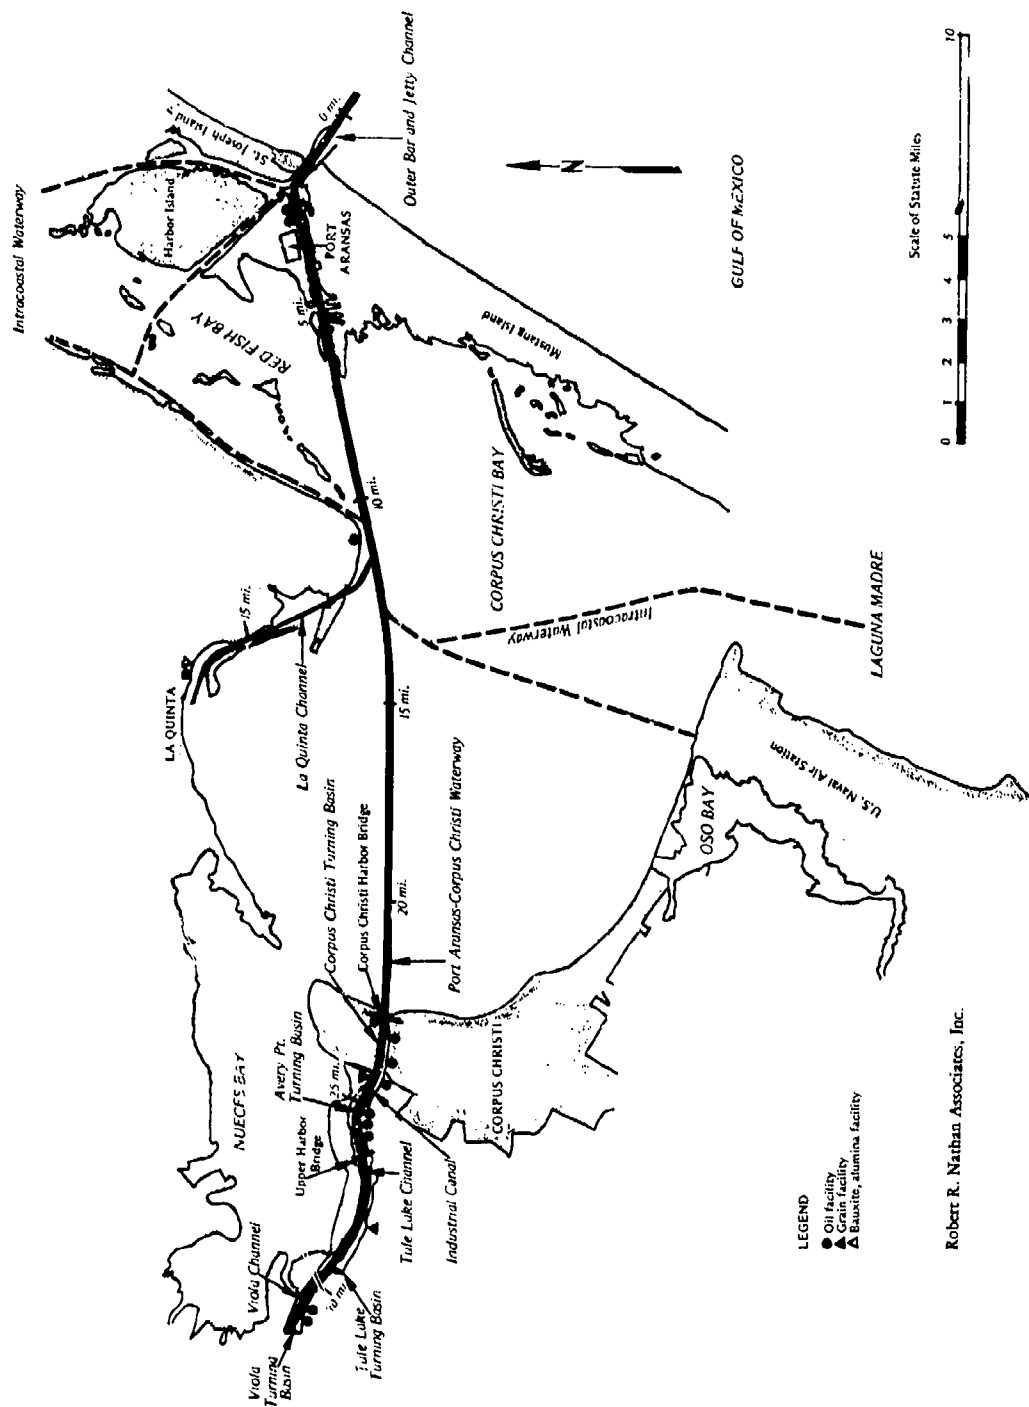 Intracoastal Waterway
St. Joseph Island
Harbor Island
0 mi.
Outer Bar and Jetty Channel
PORT
ARANSAS
5 mi.
RED FISH BAY
N
GULF OF MEXICO
Mustang Island
10 mi.
CORPUS CHRISTI BAY
15 mi.
LA QUINTA
La Quinta Channel
Intracoastal Waterway
LAGUNA MADRE
15 mi.
U.S. Naval Air Station
OSO BAY
20 mi.
Port Aransas-Corpus Christi Waterway
Corpus Christi Turning Basin
Corpus Christi Harbor Bridge
CORPUS CHRISTI
NUECES BAY
Avery Pt.
Turning Basin
25 mi.
Upper Harbor
Bridge
Tule Lake Channel
Industrial Canal
Viola Channel
Tule Lake
Turning Basin
Viola
Turning
Basin
Scale of Statute Miles
0 1 2 3 4 5 10
LEGEND
Oil facility
Grain facility
Bauxite, alumina facility
Robert R. Nathan Associates, Inc.